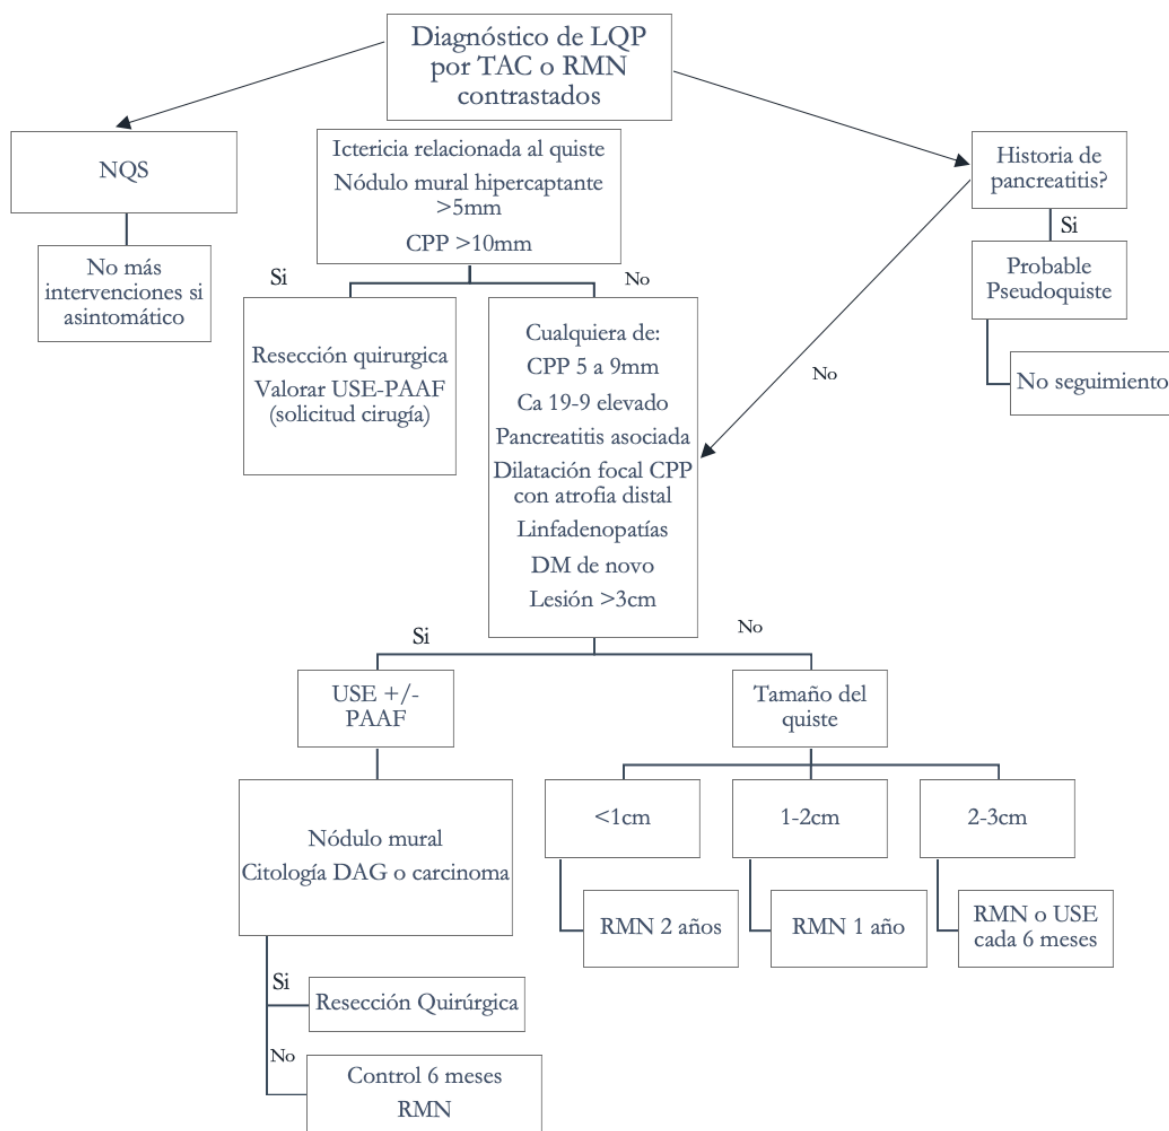 Diagnóstico de LQP
por TAC o RMN
contrastados
NQS
No más
intervenciones si
asintomático
Ictericia relacionada al quiste
Nódulo mural hipercaptante
>5mm
CPP >10mm
Historia de
pancreatitis?
Si
Probable
Pseudoquiste
No seguimiento
No
Si
No
Resección quirurgica
Valorar USE-PAAF
(solicitud cirugía)
Cualquiera de:
CPP 5 a 9mm
Ca 19-9 elevado
Pancreatitis asociada
Dilatación focal CPP
con atrofia distal
Linfadenopatías
DM de novo
Lesión >3cm
Si
No
USE +/-
PAAF
Tamaño del
quiste
Nódulo mural
Citología DAG o carcinoma
<1cm
1-2cm
2-3cm
RMN 2 años
RMN 1 año
RMN o USE
cada 6 meses
Si
Resección Quirúrgica
No
Control 6 meses
RMN